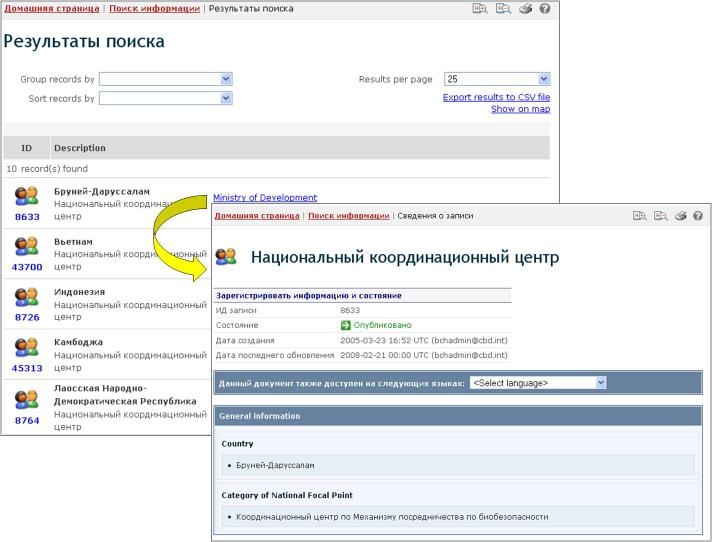 Домашняя страница | Поиск информации | Результаты поиска
Результаты поиска
Group records by
Results per page 25
Sort records by
Export results to CSV file
Show on map
ID Description
10 record(s) found
8633
Бруней-Даруссалам
Национальный координационный
центр
Ministry of Development
43700
Вьетнам
Национальный координационный
центр
8726
Индонезия
Национальный координационный
центр
45313
Камбоджа
Национальный координационный
центр
8764
Лаосская Народно-
Демократическая Республика
Национальный координационный
центр
Домашняя страница | Поиск информации | Сведения о записи
Национальный координационный центр
Зарегистрировать информацию и состояние
ИД записи 8633
Состояние Опубликовано
Дата создания 2005-03-23 16:52 UTC (bchadmin@cbd.int)
Дата последнего обновления 2008-02-21 00:00 UTC (bchadmin@cbd.int)
Данный документ также доступен на следующих языках: <Select language>
General information
Country
• Бруней-Даруссалам
Category of National Focal Point
• Координационный центр по Механизму посредничества по биобезопасности